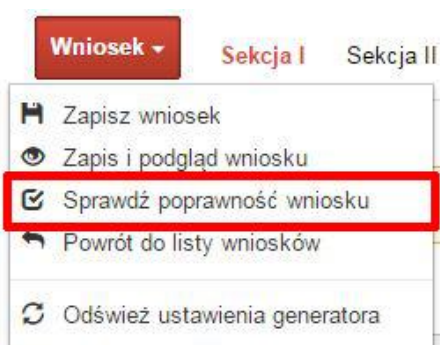 Wniosek Sekcja I Sekcja II
Zapisz wniosek
Zapis i podgląd wniosku
Sprawdź poprawność wniosku
Powrót do listy wniosków
Odśwież ustawienia generatora